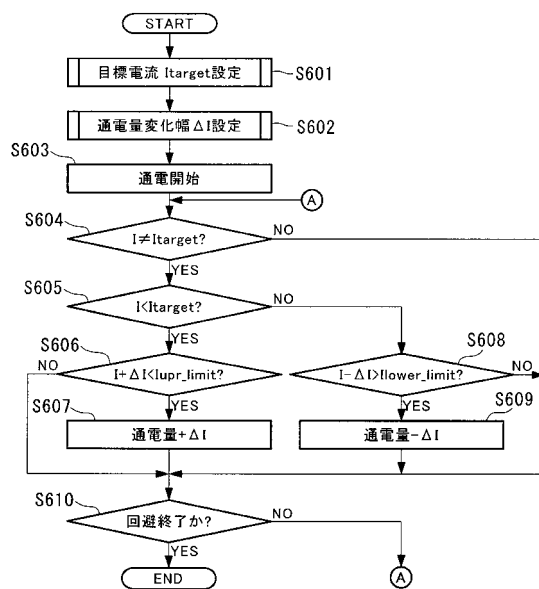 START
目標電流 Itarget設定
S601
通電量変化幅ΔI設定
S602
S603
通電開始
A
S604
I≠Itarget?
NO
YES
S605
I<Itarget?
NO
YES
S606
NO
I+ΔI<Iupr_limit?
YES
S608
I-ΔI>Ilower_limit?
NO
YES
S607
通電量+ΔI
S609
通電量-ΔI
S610
回避終了か?
NO
YES
END
A